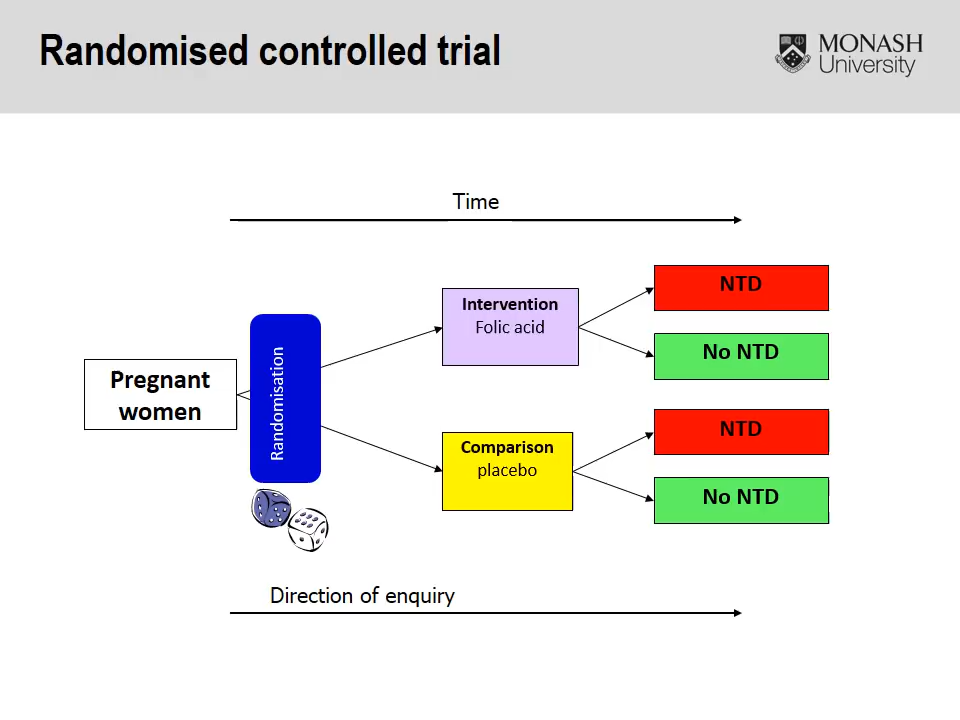 Randomised controlled trial
MONASH
University
Time
Intervention
Folic acid
NTD
No NTD
Randomisation
Pregnant
women
Comparison
placebo
NTD
No NTD
Direction of enquiry